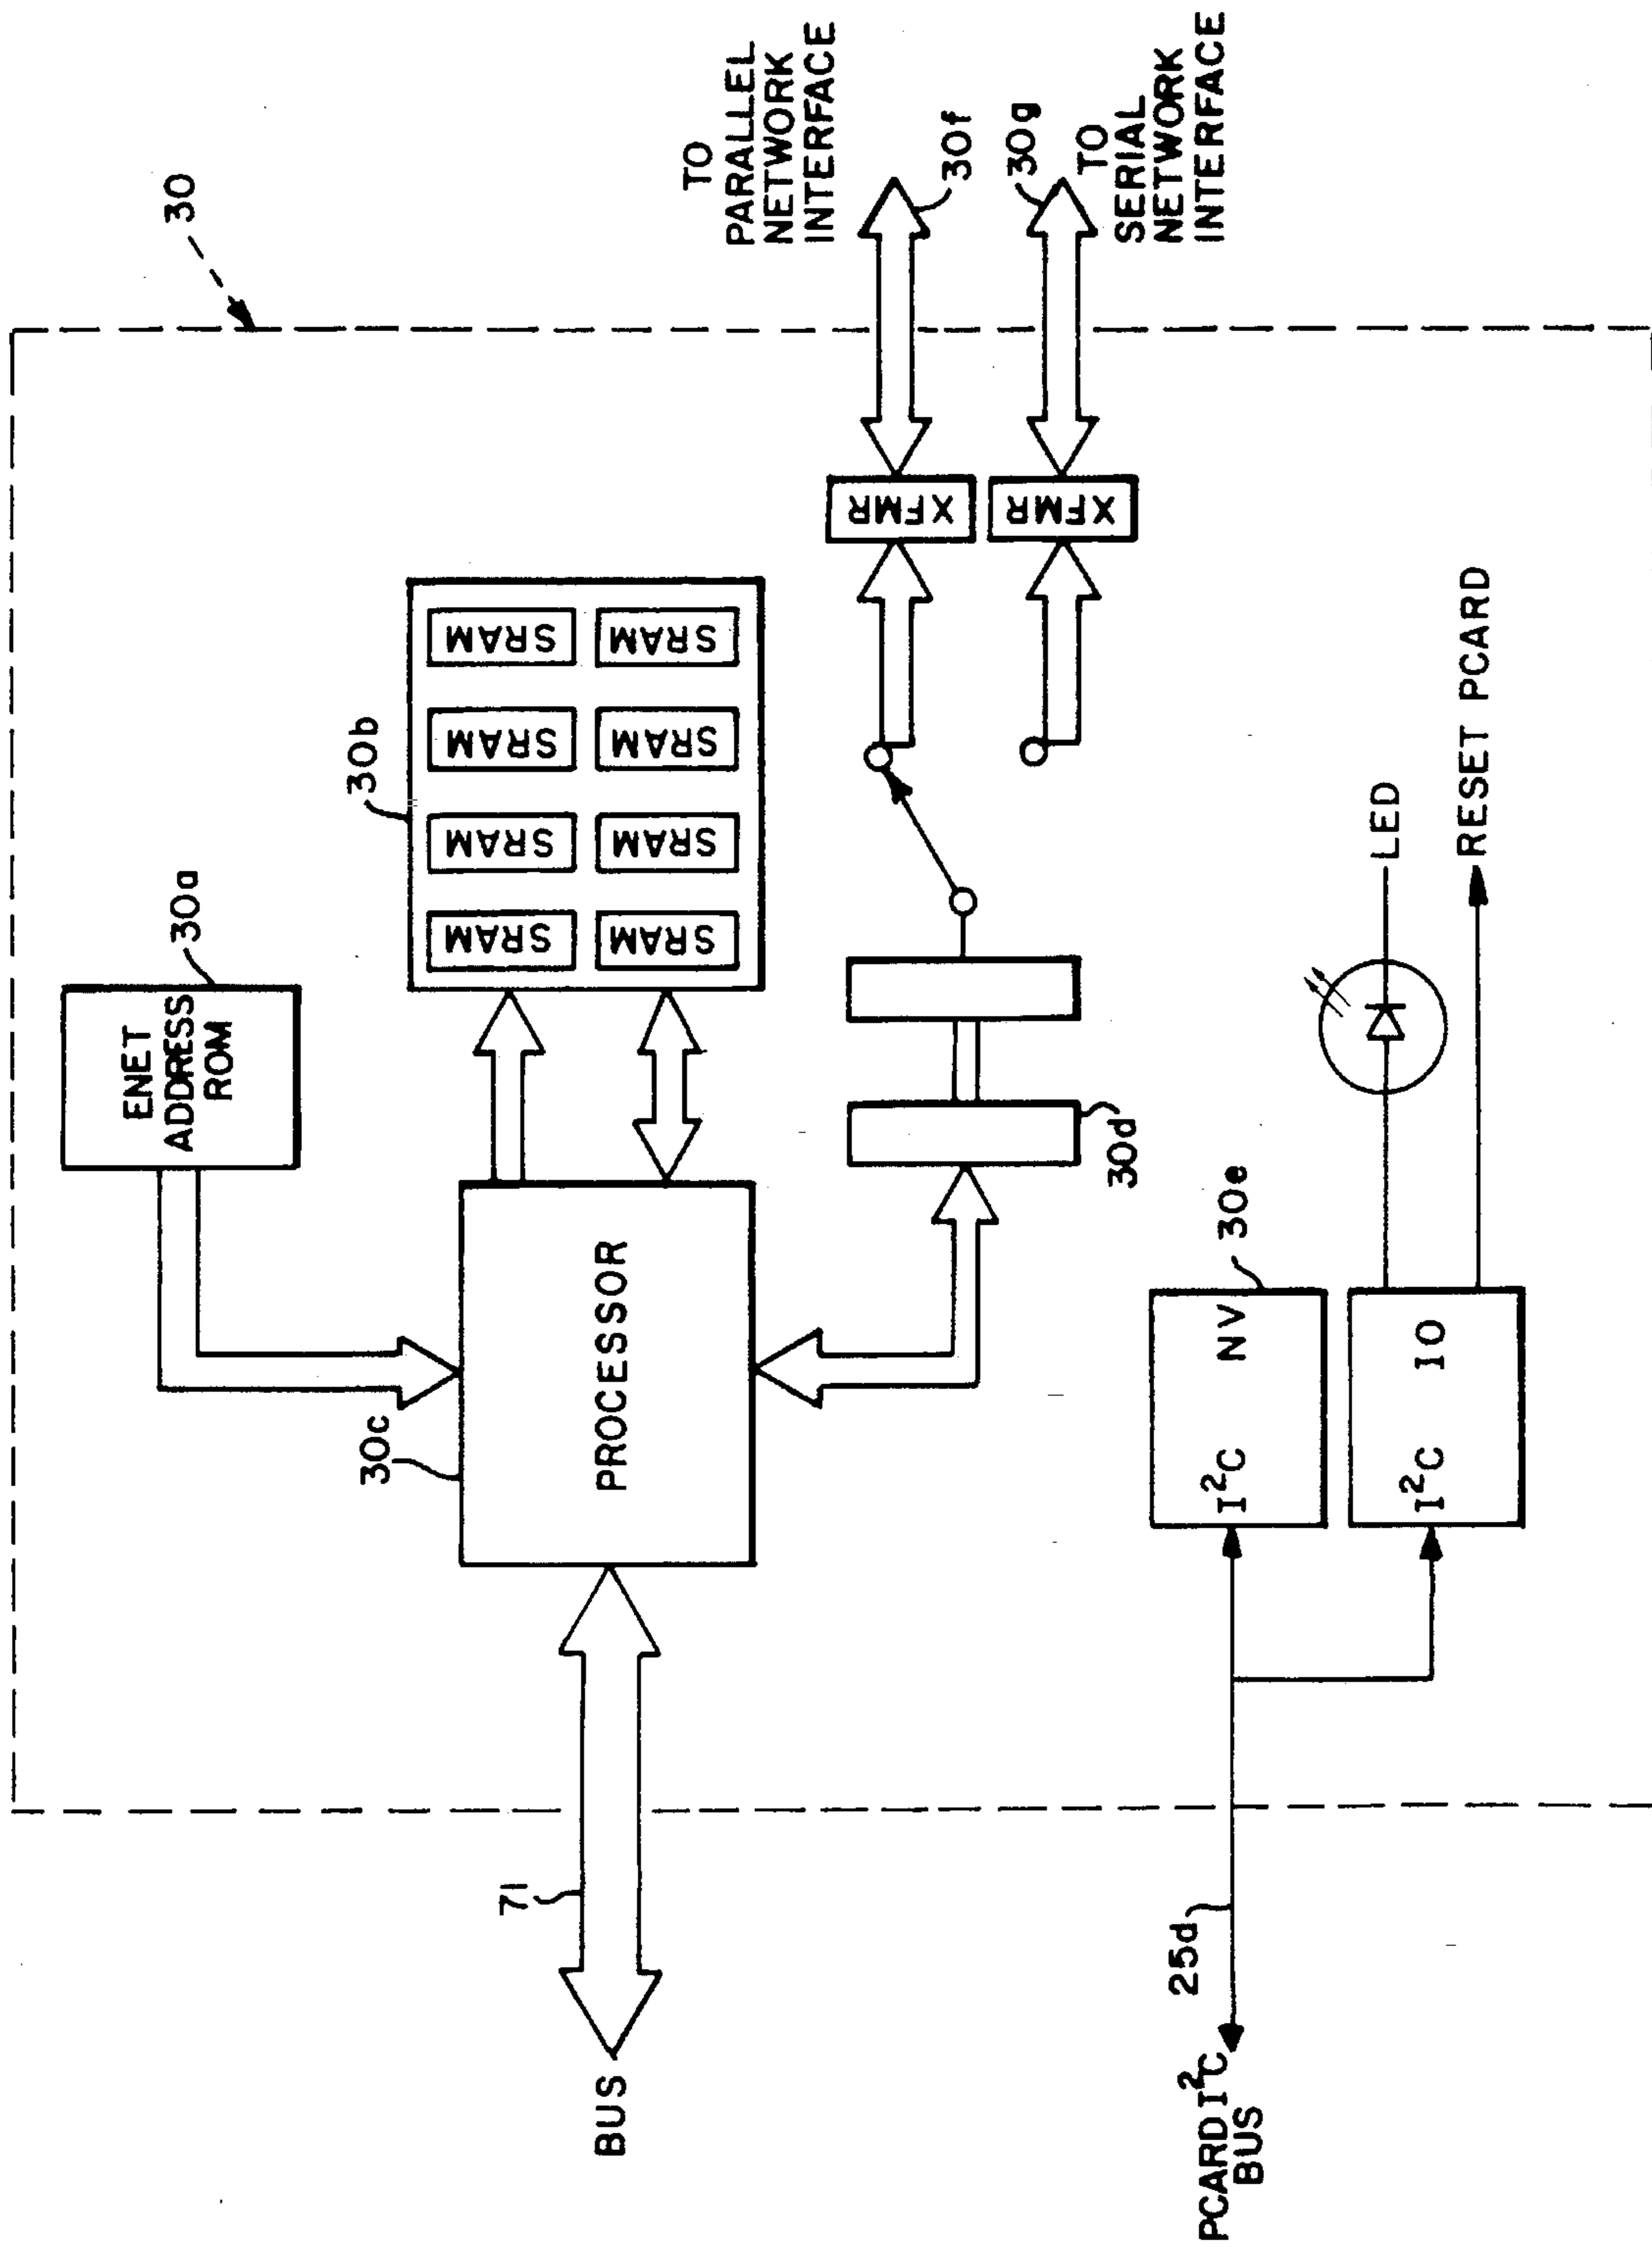 30
ENET
ADDRESS
ROM
30a
30b
SRAM SRAM SRAM SRAM
SRAM SRAM SRAM SRAM
30c
PROCESSOR
71
BUS
TO
PARALLEL
NETWORK
INTERFACE
XFMR
30f
XFMR
30g
TO
SERIAL
NETWORK
INTERFACE
30d
30e
I²C NV
I²C IO
LED
RESET PCARD
25d
PCARDI²C
BUS